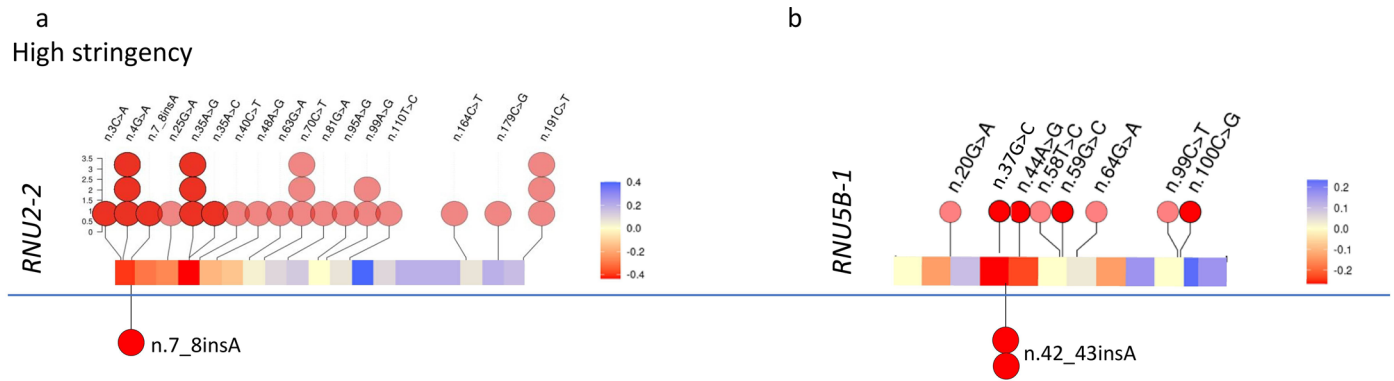 a
High stringency
n.3C>A
n.4G>A
n.7_8insA
n.25G>A
n.35A>G
n.35A>C
n.40C>T
n.48A>G
n.63G>A
n.70C>T
n.81G>A
n.95A>G
n.99A>G
n.110T>C
n.164C>T
n.179C>G
n.191C>T
3.5
3
2.5
2
1.5
1
0.5
0
RNU2-2
0.4
0.2
0.0
-0.2
-0.4
n.7_8insA
b
n.20G>A
n.37G>C
n.44A>G
n.58T>C
n.59G>C
n.64G>A
n.99C>T
n.100C>G
RNU5B-1
0.2
0.1
0.0
-0.1
-0.2
n.42_43insA